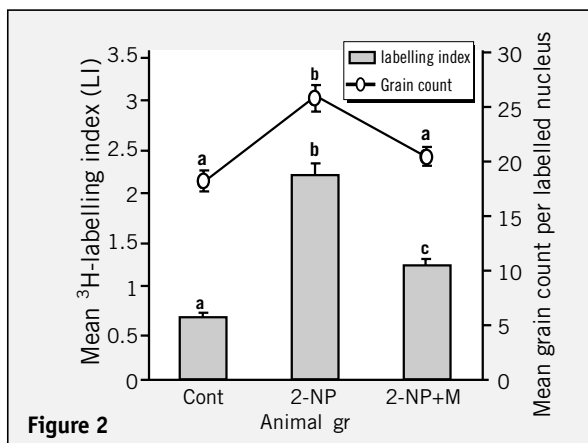 Mean ³H-labelling index (LI)
3.5
3
2.5
2
1.5
1
0.5
0
labelling index
Grain count
a
b
a
a
b
c
30
25
20
15
10
5
0
Mean grain count per labelled nucleus
Cont
2-NP
2-NP+M
Animal gr
Figure 2